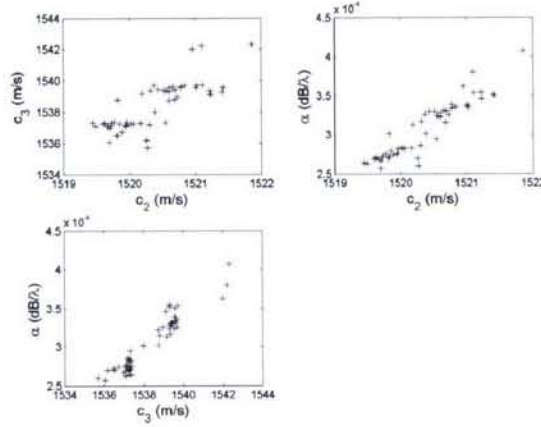 1544
1542
1540
1538
1536
1534
c3 (m/s)
1519 1520 1521 1522
c2 (m/s)
x 10⁻⁴
4.5
4
3.5
3
2.5
α (dB/λ)
1519 1520 1521 1522
c2 (m/s)
x 10⁻⁴
4.5
4
3.5
3
2.5
α (dB/λ)
1534 1536 1538 1540 1542 1544
c3 (m/s)